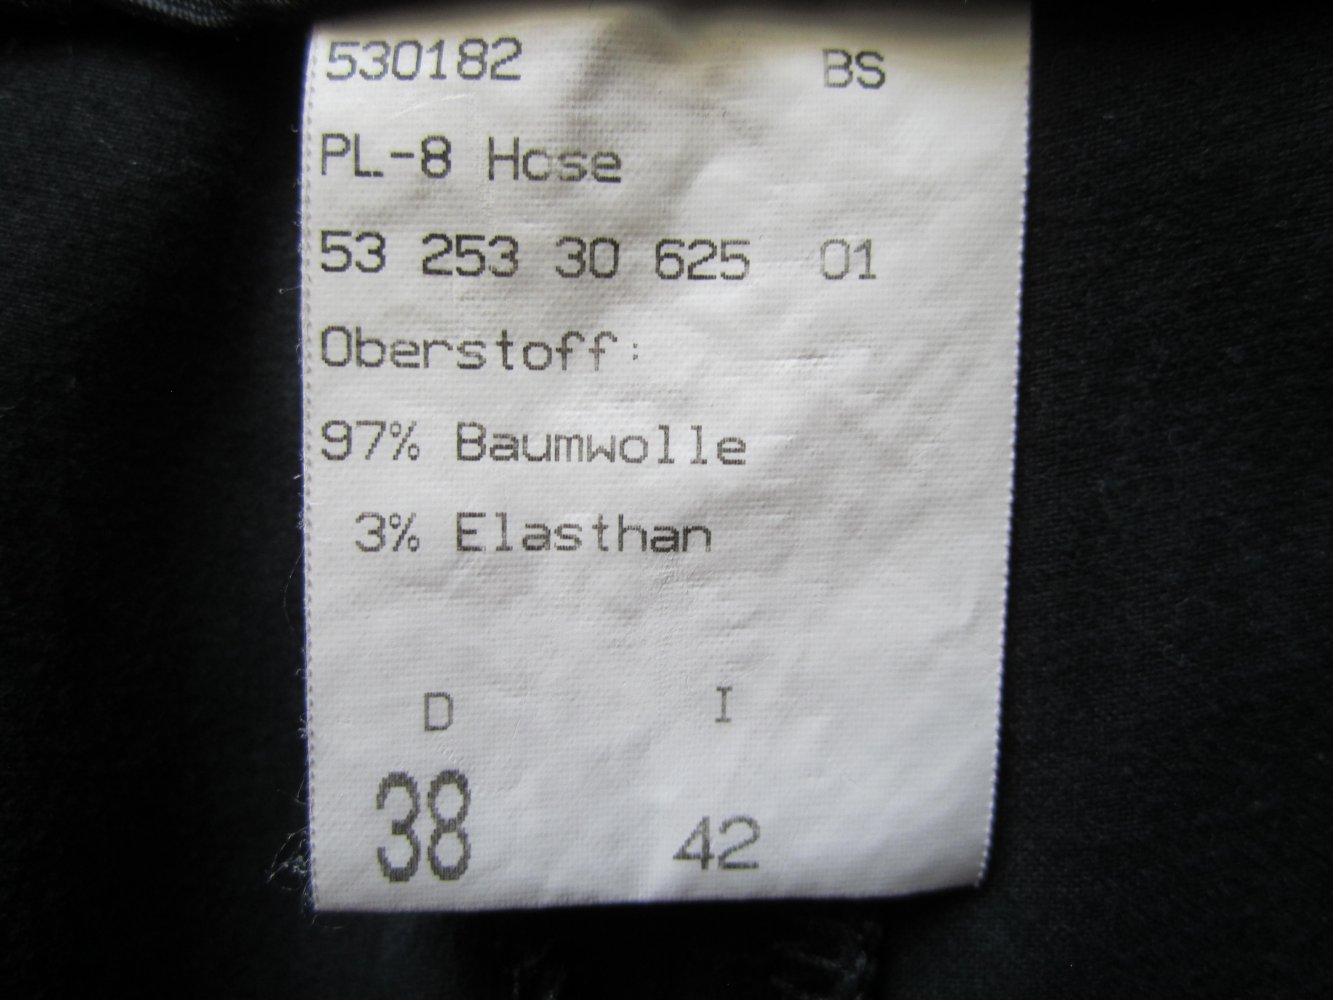 530182 BS
PL-8 Hose
53 253 30 625 01
Oberstoff:
97% Baumwolle
3% Elasthan
D I
38 42